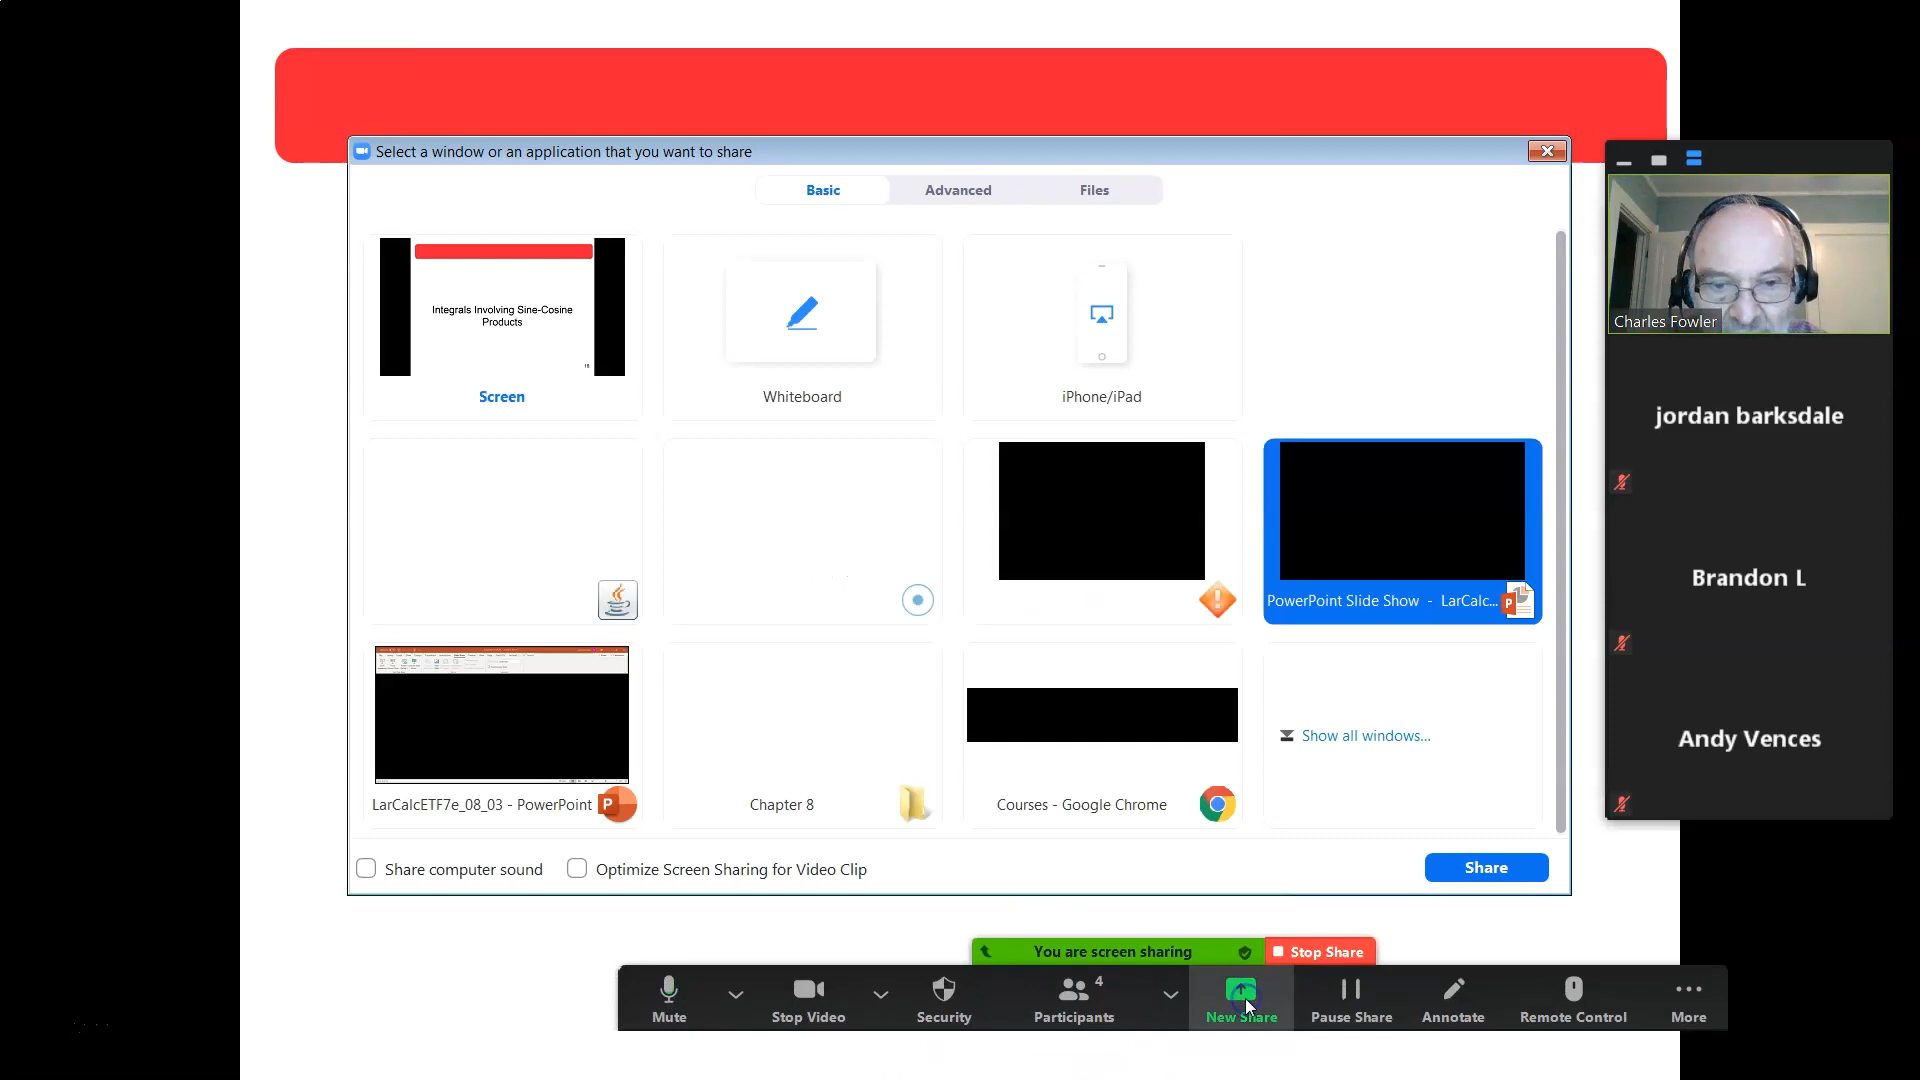 Select a window or an application that you want to share
Basic
Advanced
Files
Integrals Involving Sine-Cosine
Products
Screen
Whiteboard
iPhone/iPad
PowerPoint Slide Show - LarCalc...
LarCalcETF7e_08_03 - PowerPoint
Chapter 8
Courses - Google Chrome
Show all windows...
Share computer sound
Optimize Screen Sharing for Video Clip
Share
Charles Fowler
jordan barksdale
Brandon L
Andy Vences
You are screen sharing
Stop Share
Mute
Stop Video
Security
4
Participants
New Share
Pause Share
Annotate
Remote Control
More